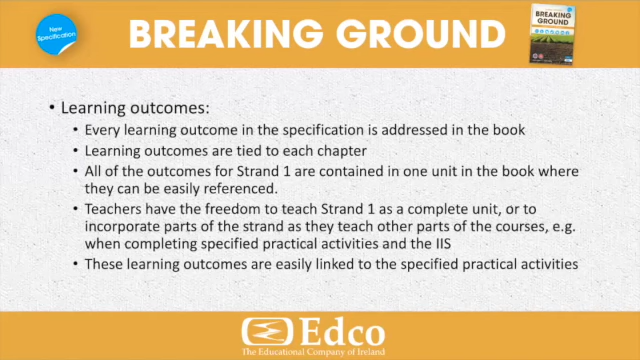 New
Specification
BREAKING GROUND
BREAKING
GROUND
• Learning outcomes:
• Every learning outcome in the specification is addressed in the book
• Learning outcomes are tied to each chapter
• All of the outcomes for Strand 1 are contained in one unit in the book where
they can be easily referenced.
• Teachers have the freedom to teach Strand 1 as a complete unit, or to
incorporate parts of the strand as they teach other parts of the courses, e.g.
when completing specified practical activities and the IIS
• These learning outcomes are easily linked to the specified practical activities
Edco
The Educational Company of Ireland